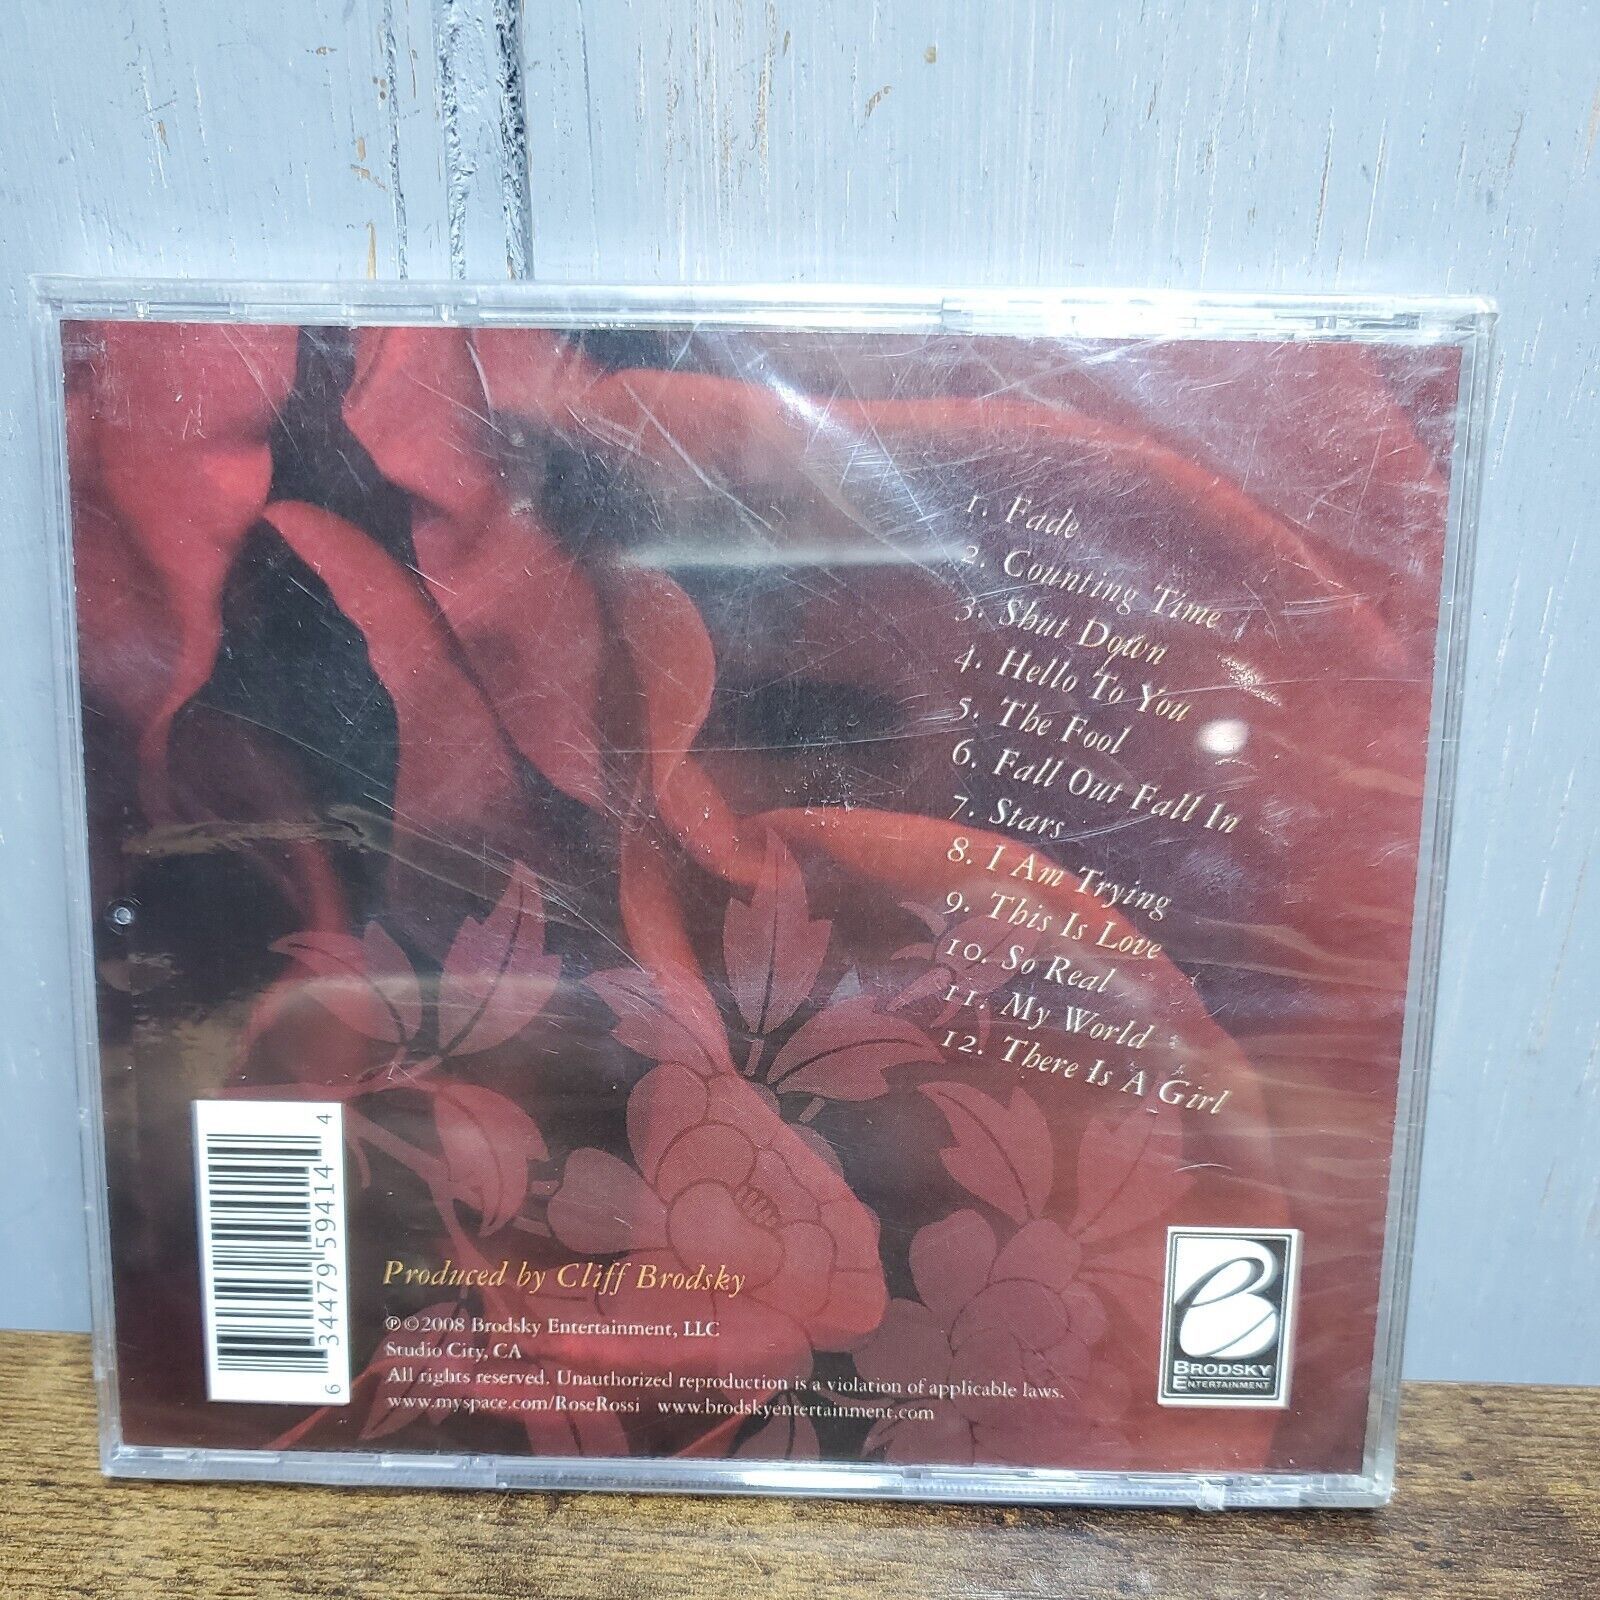 1. Fade
2. Counting Time
3. Shut Down
4. Hello To You
5. The Fool
6. Fall Out Fall In
7. Stars
8. I Am Trying
9. This Is Love
10. So Real
11. My World
12. There Is A Girl
6 34479 59414 4
Produced by Cliff Brodsky
℗©2008 Brodsky Entertainment, LLC
Studio City, CA
All rights reserved. Unauthorized reproduction is a violation of applicable laws.
www.myspace.com/RoseRossi www.brodskyentertainment.com
B
BRODSKY
ENTERTAINMENT